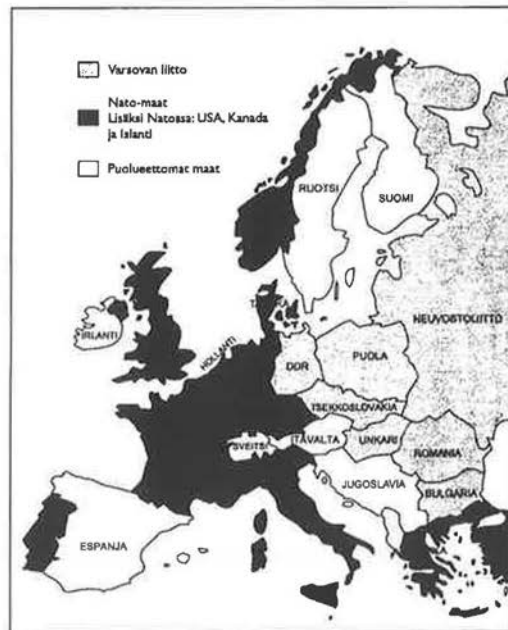 Varsovan liitto
Nato-maat
Lisäksi Natossa: USA, Kanada
ja Islanti
Puolueettomat maat
RUOTSI
SUOMI
NEUVOSTOLIITTO
IRLANTI
HOLLANTI
DDR
PUOLA
TSEKKOSLOVAKIA
SVEITSI
ITÄVALTA
UNKARI
ROMANIA
JUGOSLAVIA
BULGARIA
ESPANJA